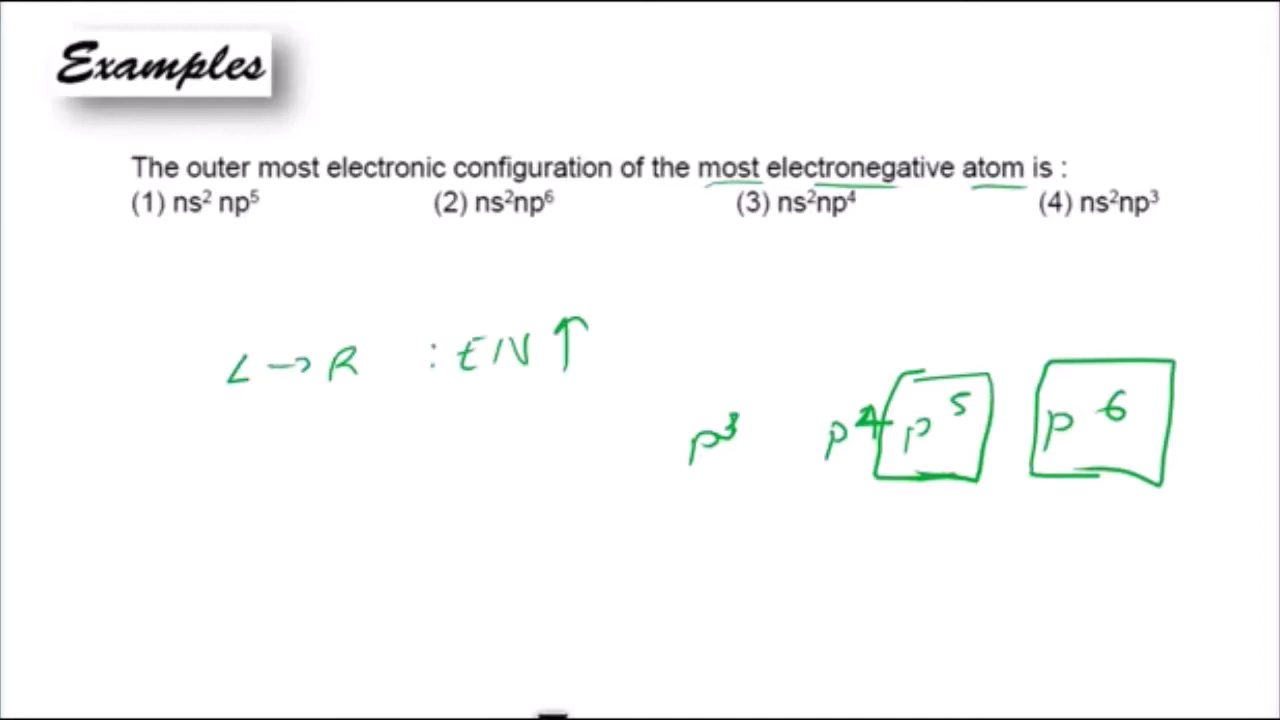 Examples
The outer most electronic configuration of the most electronegative atom is :
(1) ns² np⁵ (2) ns²np⁶ (3) ns²np⁴ (4) ns²np³
L → R : EN ↑
p³ p⁴ p⁵ p⁶